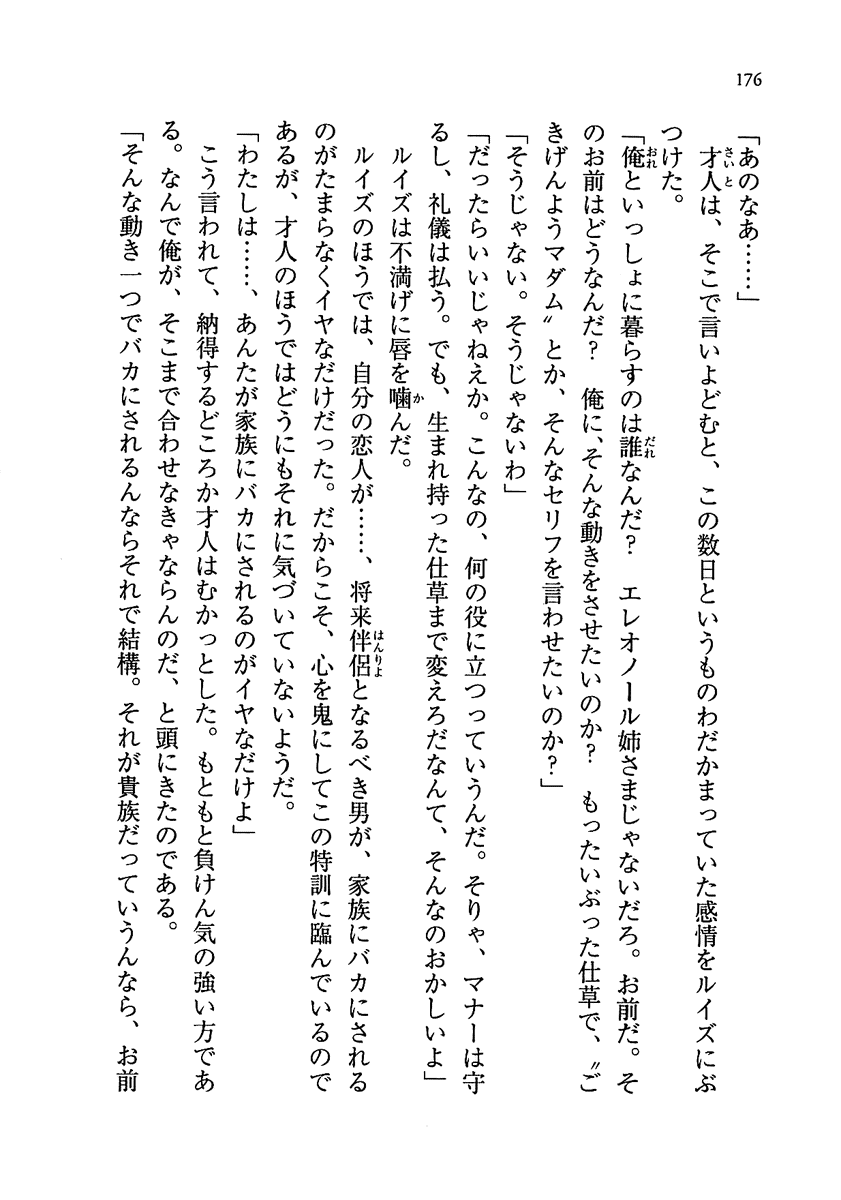 176
「あのなあ……」
　才人は、そこで言いよどむと、この数日というものわだかまっていた感情をルイズにぶ
つけた。
「俺といっしょに暮らすのは誰なんだ？　エレオノール姉さまじゃないだろ。お前だ。そ
のお前はどうなんだ？　俺に、そんな動きをさせたいのか？　もったいぶった仕草で、〝ご
きげんようマダム〟とか、そんなセリフを言わせたいのか？」
「そうじゃない。そうじゃないわ」
「だったらいいじゃねえか。こんなの、何の役に立つっていうんだ。そりゃ、マナーは守
るし、礼儀は払う。でも、生まれ持った仕草まで変えろだなんて、そんなのおかしいよ」
　ルイズは不満げに唇を噛んだ。
　ルイズのほうでは、自分の恋人が……、将来伴侶となるべき男が、家族にバカにされる
のがたまらなくイヤなだけだった。だからこそ、心を鬼にしてこの特訓に臨んでいるので
あるが、才人のほうではどうにもそれに気づいていないようだ。
「わたしは……、あんたが家族にバカにされるのがイヤなだけよ」
　こう言われて、納得するどころか才人はむかっとした。もともと負けん気の強い方であ
る。なんで俺が、そこまで合わせなきゃならんのだ、と頭にきたのである。
「そんな動き一つでバカにされるんならそれで結構。それが貴族だっていうんなら、お前